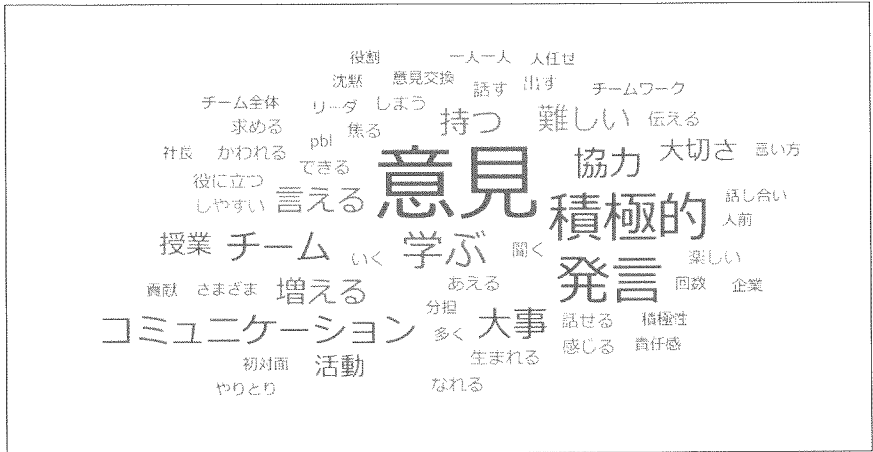 役割 一人一人 人任せ
沈黙 意見交換 話す 出す チームワーク
チーム全体 リーダ しまう 持つ 難しい 伝える
求める pbl 焦る
社長 かわれる できる 意見 協力 大切さ 言い方
役に立つ
しやすい 言える 積極的 話し合い
人前
授業 チーム いく 学ぶ 聞く 発言 楽しい
貢献 さまざま 増える あえる 回数 企業
コミュニケーション 分担 多く 大事 話せる 積極性
初対面 活動 生まれる 感じる 責任感
やりとり なれる